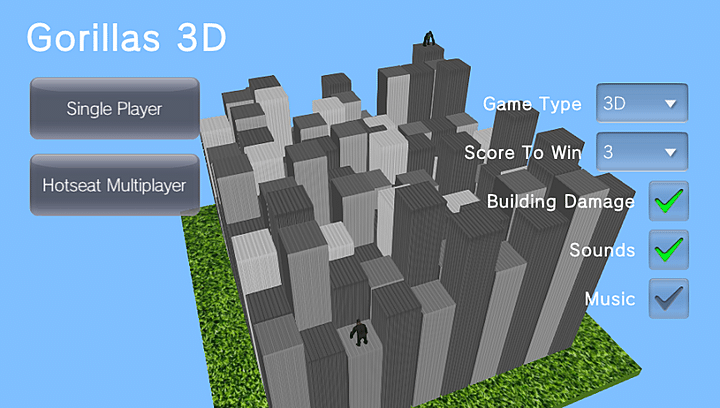 Gorillas 3D
Single Player
Hotseat Multiplayer
Game Type 3D
Score To Win 3
Building Damage
Sounds
Music